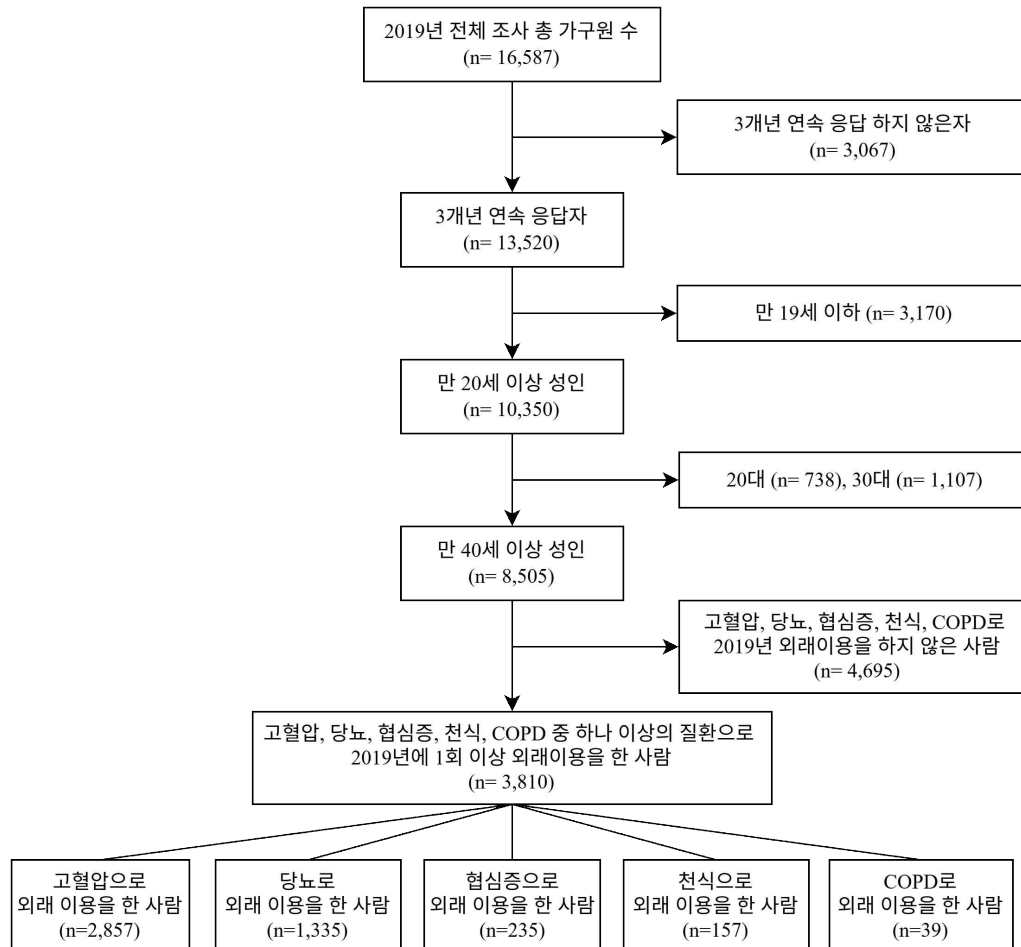 2019년 전체 조사 총 가구원 수
(n= 16,587)
3개년 연속 응답 하지 않은자
(n= 3,067)
3개년 연속 응답자
(n= 13,520)
만 19세 이하 (n= 3,170)
만 20세 이상 성인
(n= 10,350)
20대 (n= 738), 30대 (n= 1,107)
만 40세 이상 성인
(n= 8,505)
고혈압, 당뇨, 협심증, 천식, COPD로
2019년 외래이용을 하지 않은 사람
(n= 4,695)
고혈압, 당뇨, 협심증, 천식, COPD 중 하나 이상의 질환으로
2019년에 1회 이상 외래이용을 한 사람
(n= 3,810)
고혈압으로
외래 이용을 한 사람
(n=2,857)
당뇨로
외래 이용을 한 사람
(n=1,335)
협심증으로
외래 이용을 한 사람
(n=235)
천식으로
외래 이용을 한 사람
(n=157)
COPD로
외래 이용을 한 사람
(n=39)